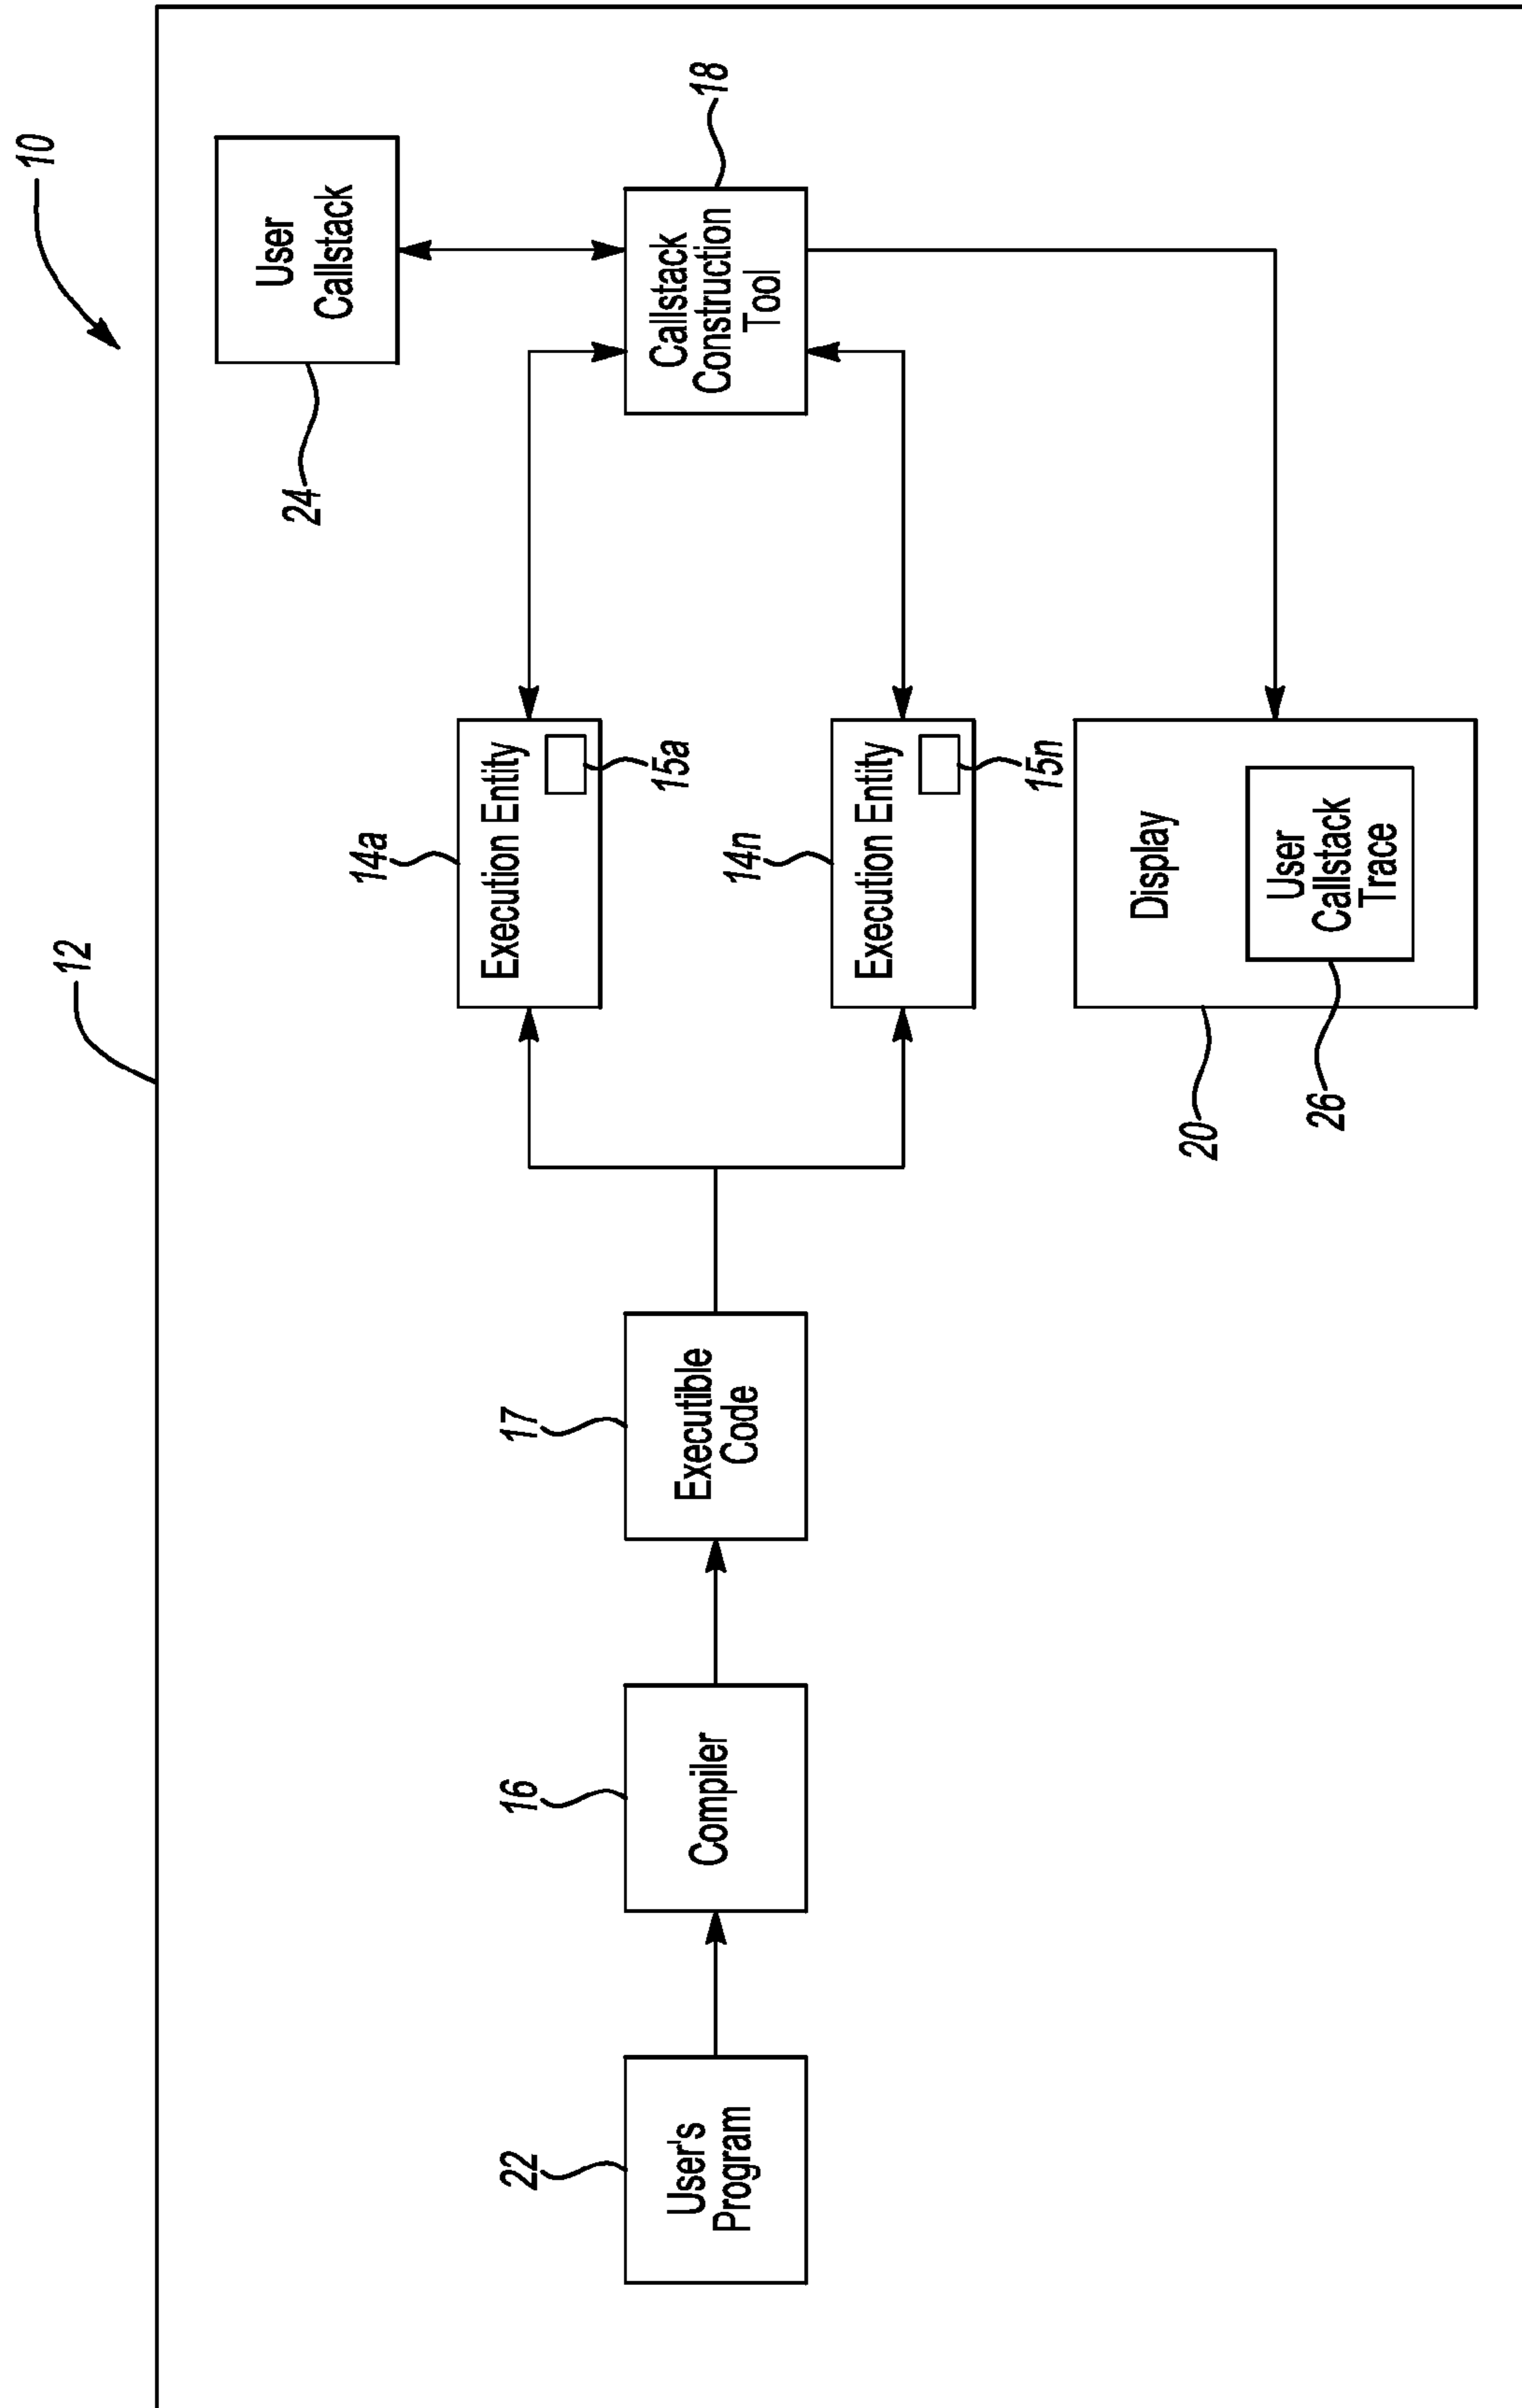 10
12
User
Callstack
24
18
Callstack
Construction
Tool
14a
Execution Entity
15a
14n
Execution Entity
15n
17
Executible
Code
16
Compiler
22
User's
Program
Display
User
Callstack
Trace
20
26